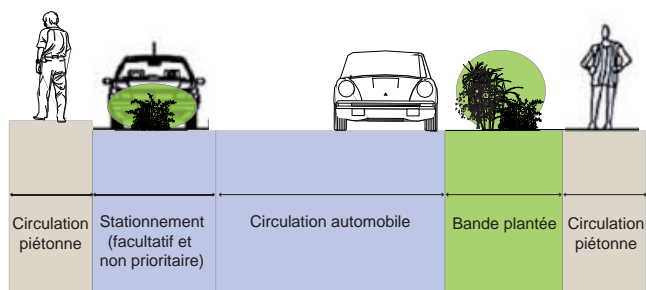 Circulation
piétonne
Stationnement
(facultatif et
non prioritaire)
Circulation automobile
Bande plantée
Circulation
piétonne